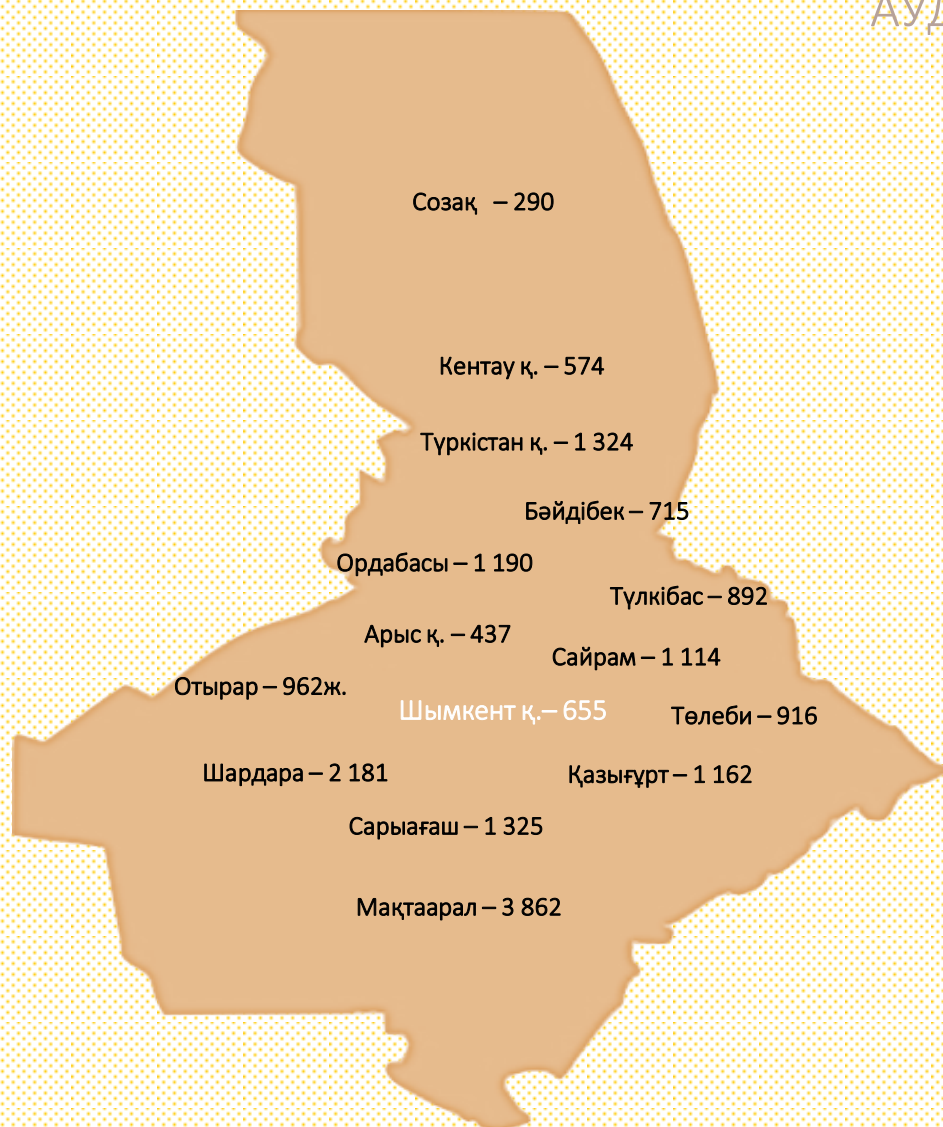 АУД
Созақ – 290
Кентау қ. – 574
Түркістан қ. – 1 324
Бәйдібек – 715
Ордабасы – 1 190
Түлкібас – 892
Арыс қ. – 437
Сайрам – 1 114
Отырар – 962ж.
Шымкент қ.– 655
Төлеби – 916
Шардара – 2 181
Қазығұрт – 1 162
Сарыағаш – 1 325
Мақтаарал – 3 862